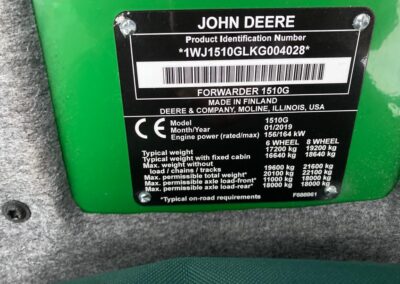 JOHN DEERE
Product Identification Number
*1WJ1510GLKG004028*
FORWARDER 1510G
MADE IN FINLAND
DEERE & COMPANY, MOLINE, ILLINOIS, USA
CE
Model 1510G
Month/Year 01/2019
Engine power (rated/max) 156/164 kW
6 WHEEL 8 WHEEL
Typical weight 17200 kg 19200 kg
Typical weight with fixed cabin 16640 kg 18640 kg
Max. weight without
load / chains / tracks 19600 kg 21600 kg
Max. permissible total weight* 20100 kg 22100 kg
Max. permissible axle load-front* 11000 kg 18000 kg
Max. permissible axle load-rear* 18000 kg 18000 kg
*Typical on-road requirements F680061